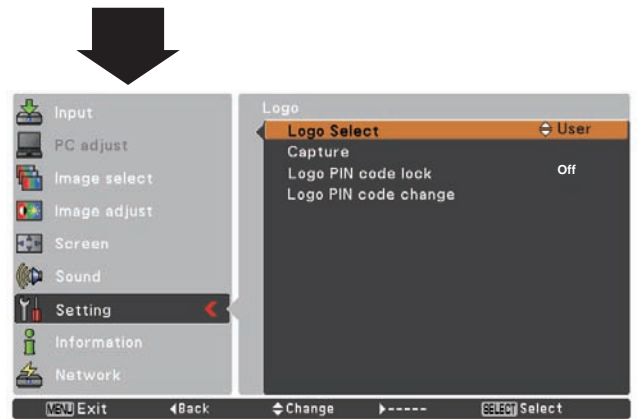 Input
PC adjust
Image select
Image adjust
Screen
Sound
Setting
Information
Network
Logo
Logo Select User
Capture
Logo PIN code lock Off
Logo PIN code change
MENU Exit Back Change ----- SELECT Select